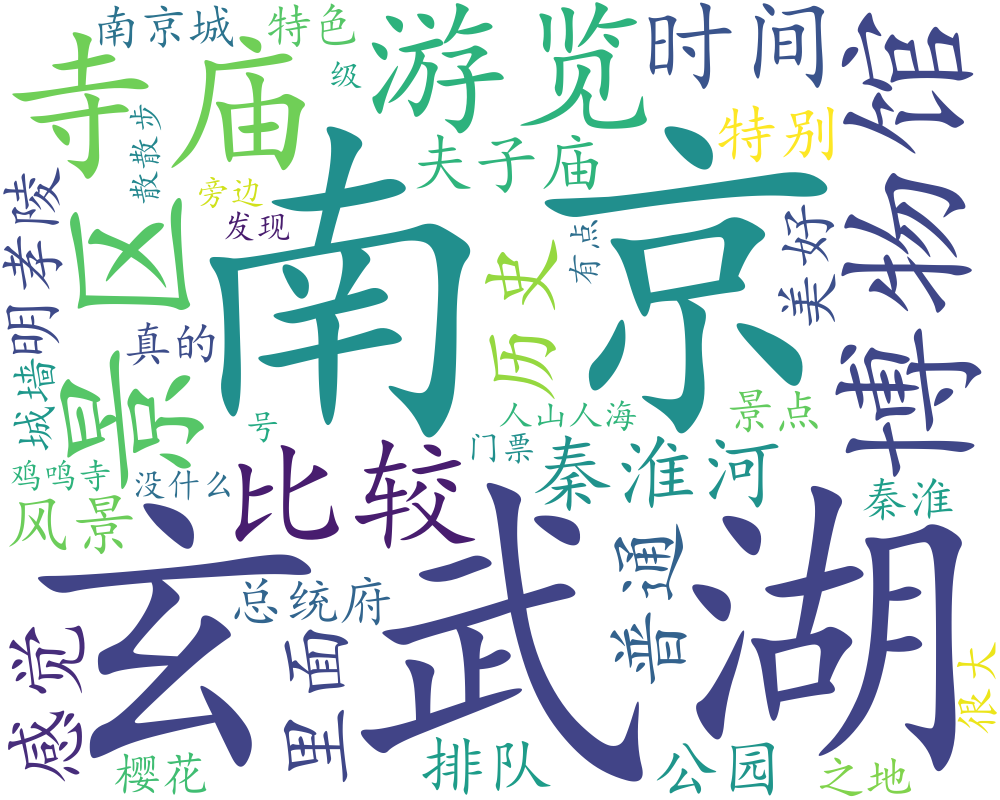 南京城
特色
级
游览
时间
博物馆
寺庙
散散步
特别
夫子庙
旁边
发现
明孝陵
景区
南京
历史
有点
美好
真的
城墙
号
人山人海
景点
门票
鸡鸣寺
没什么
比较
秦淮河
秦淮
风景
玄武湖
总统府
普通
感觉
里面
很大
樱花
排队
公园
之地